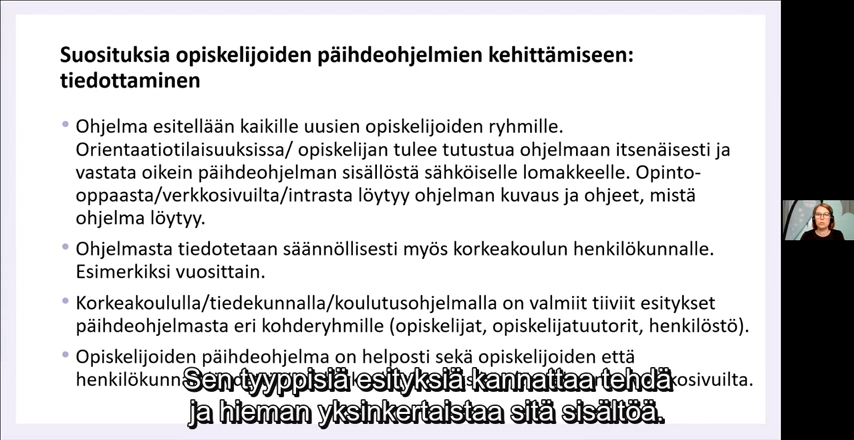 Suosituksia opiskelijoiden päihdeohjelmien kehittämiseen:
tiedottaminen
• Ohjelma esitellään kaikille uusien opiskelijoiden ryhmille.
Orientaatiotilaisuuksissa/ opiskelijan tulee tutustua ohjelmaan itsenäisesti ja
vastata oikein päihdeohjelman sisällöstä sähköiselle lomakkeelle. Opinto-
oppaasta/verkkosivuilta/intrasta löytyy ohjelman kuvaus ja ohjeet, mistä
ohjelma löytyy.
• Ohjelmasta tiedotetaan säännöllisesti myös korkeakoulun henkilökunnalle.
Esimerkiksi vuosittain.
• Korkeakoululla/tiedekunnalla/koulutusohjelmalla on valmiit tiiviit esitykset
päihdeohjelmasta eri kohderyhmille (opiskelijat, opiskelijatuutorit, henkilöstö).
• Opiskelijoiden päihdeohjelma on helposti sekä opiskelijoiden että
Sen tyyppisiä esityksiä kannattaa tehdä
ja hieman yksinkertaistaa sitä sisältöä.